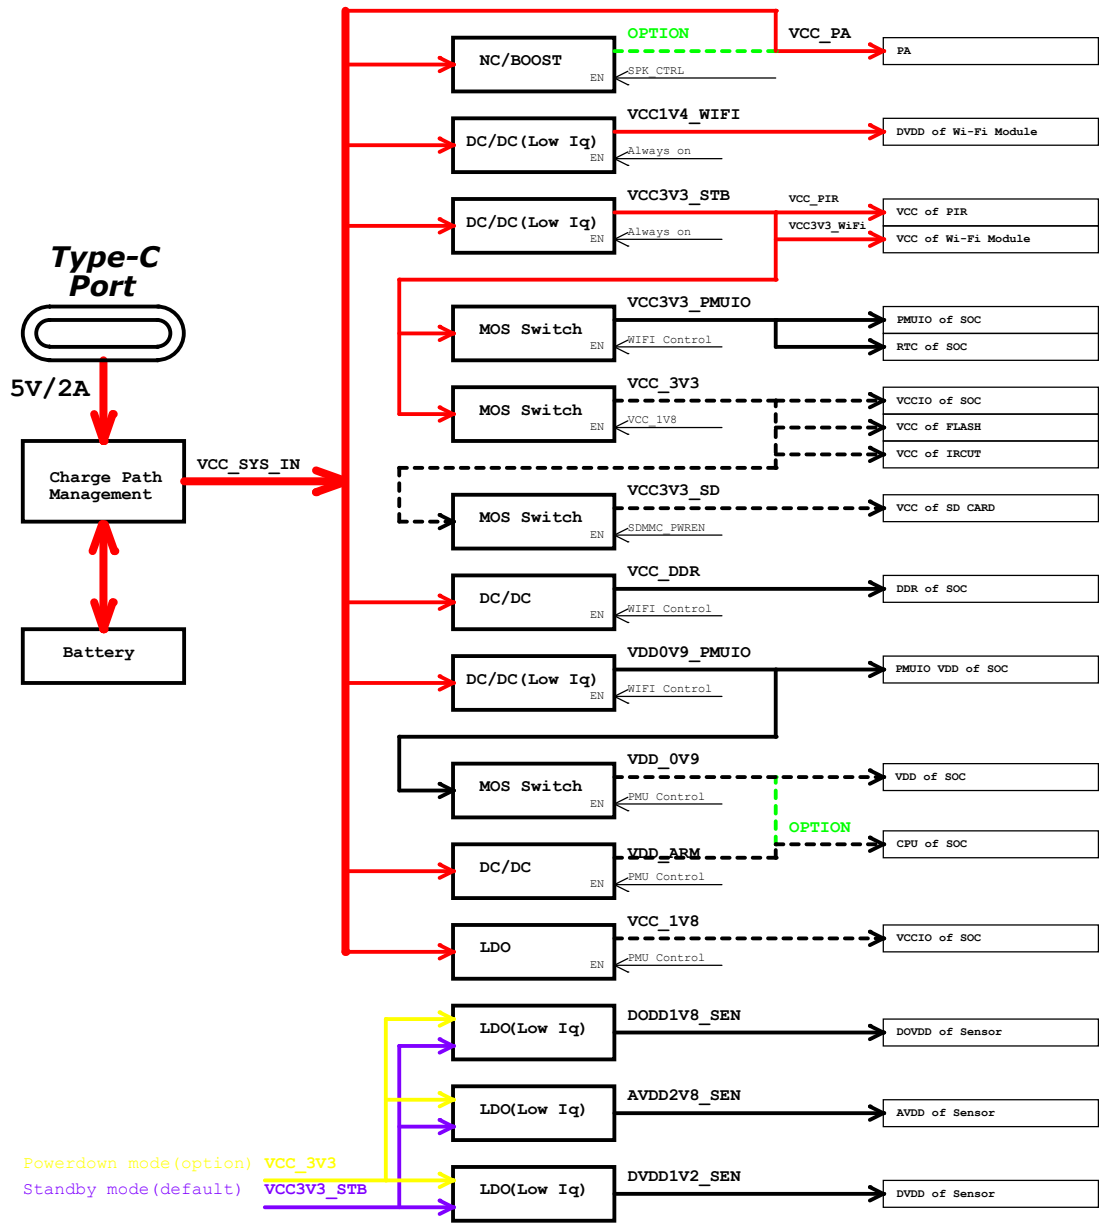 OPTION
VCC_PA
NC/BOOST
PA
EN
SPK_CTRL
VCC1V4_WIFI
DC/DC(Low Iq)
DVDD of Wi-Fi Module
EN
Always on
VCC3V3_STB
VCC_PIR
DC/DC(Low Iq)
VCC of PIR
VCC3V3_WiFi
EN
Always on
VCC of Wi-Fi Module
Type-C
Port
VCC3V3_PMUIO
MOS Switch
PMUIO of SOC
EN
WIFI Control
RTC of SOC
5V/2A
VCC_3V3
MOS Switch
VCCIO of SOC
EN
VCC_1V8
VCC of FLASH
VCC of IRCUT
Charge Path
Management
VCC_SYS_IN
VCC3V3_SD
MOS Switch
VCC of SD CARD
EN
SDMMC_PWREN
VCC_DDR
DC/DC
DDR of SOC
EN
WIFI Control
Battery
VDD0V9_PMUIO
DC/DC(Low Iq)
PMUIO VDD of SOC
EN
WIFI Control
VDD_0V9
MOS Switch
VDD of SOC
EN
PMU Control
OPTION
VDD_ARM
DC/DC
CPU of SOC
EN
PMU Control
VCC_1V8
LDO
VCCIO of SOC
EN
PMU Control
DODD1V8_SEN
LDO(Low Iq)
DOVDD of Sensor
AVDD2V8_SEN
LDO(Low Iq)
AVDD of Sensor
Powerdown mode(option) VCC_3V3
Standby mode(default) VCC3V3_STB
DVDD1V2_SEN
LDO(Low Iq)
DVDD of Sensor